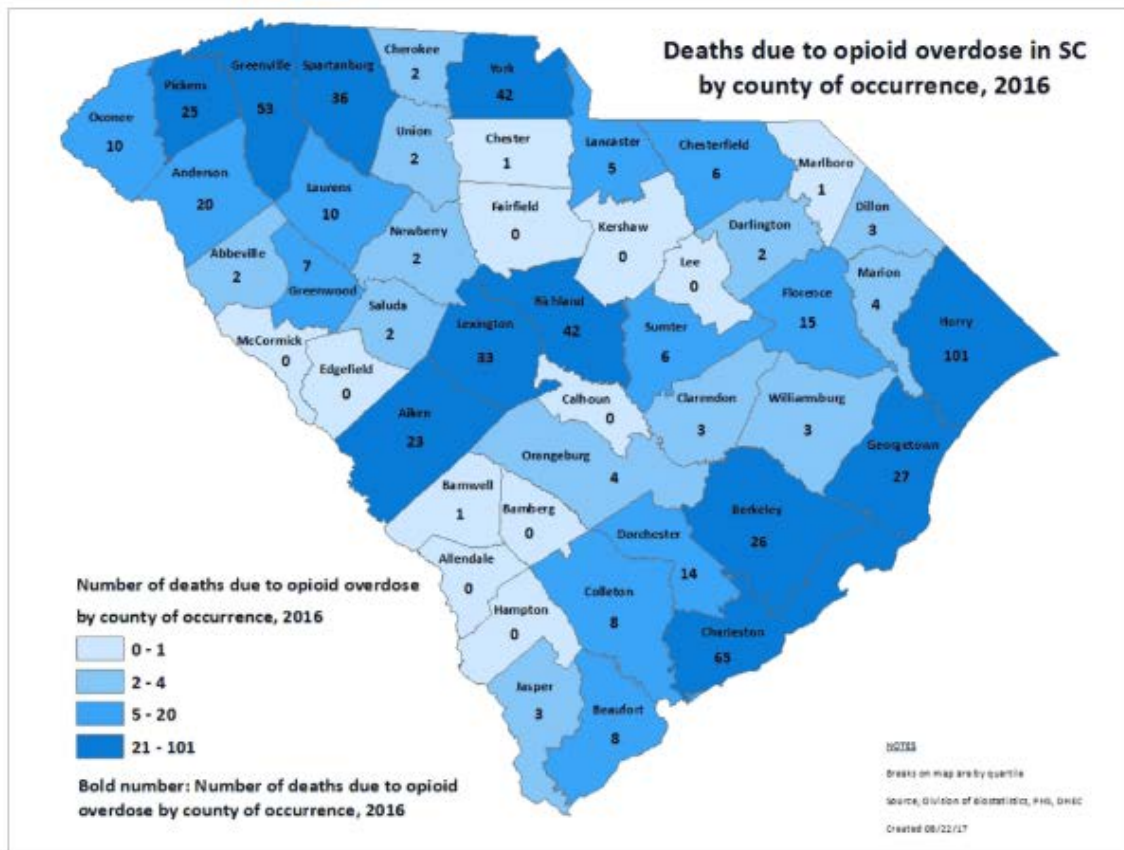 Deaths due to opioid overdose in SC
by county of occurrence, 2016
Cherokee
2
York
42
Spartanburg
36
Greenville
53
Pickens
25
Oconee
10
Union
2
Chester
1
Lancaster
5
Chesterfield
6
Marlboro
1
Dillon
3
Anderson
20
Laurens
10
Fairfield
0
Kershaw
0
Darlington
2
Lee
0
Marion
4
Newberry
2
Abbeville
2
7
Greenwood
Saluda
2
Lexington
33
Richland
42
Sumter
6
Florence
15
Horry
101
McCormick
0
Edgefield
0
Calhoun
0
Clarendon
3
Williamsburg
3
Aiken
23
Orangeburg
4
Georgetown
27
Barnwell
1
Bamberg
0
Berkeley
26
Dorchester
14
Allendale
0
Colleton
8
Hampton
0
Charleston
65
Jasper
3
Beaufort
8
Number of deaths due to opioid overdose
by county of occurrence, 2016
0 - 1
2 - 4
5 - 20
21 - 101
Bold number: Number of deaths due to opioid
overdose by county of occurrence, 2016
NOTES
Breaks on map are by quartile
Source, Division of Biostatistics, PHS, DHEC
Created 08/22/17